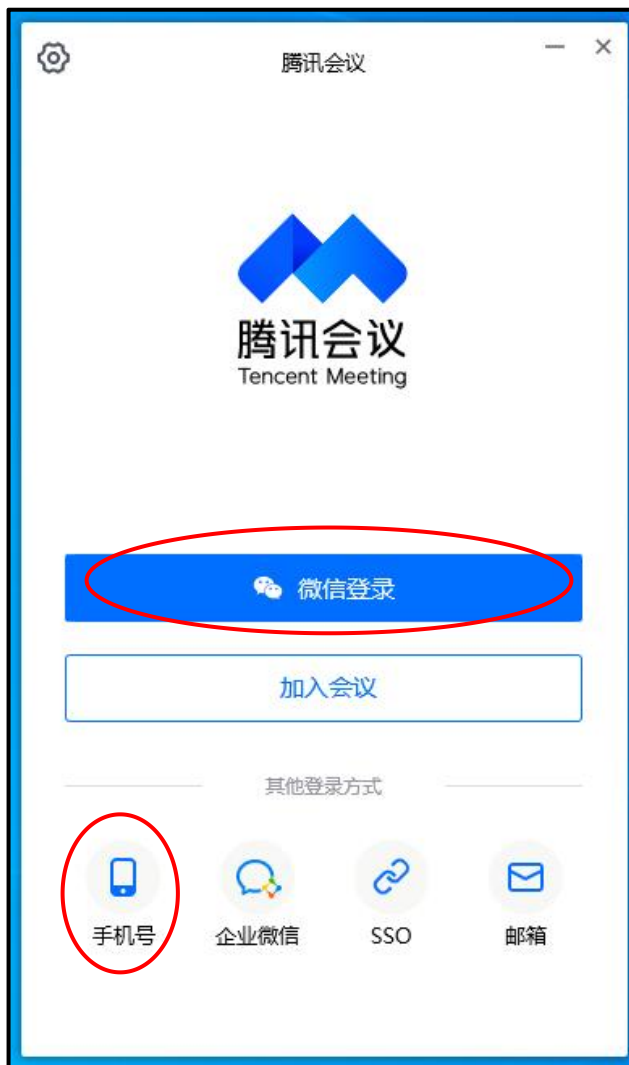 腾讯会议
腾讯会议
Tencent Meeting
微信登录
加入会议
其他登录方式
手机号 企业微信 SSO 邮箱